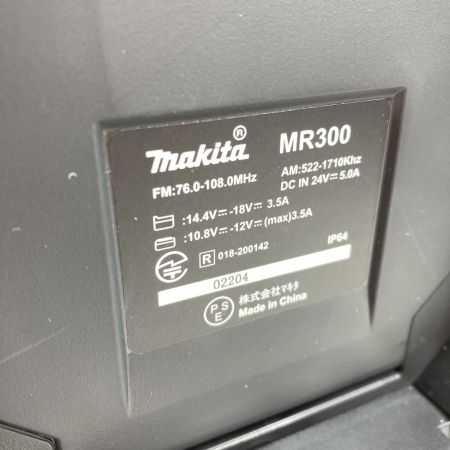 makita® MR300
FM:76.0-108.0MHz AM:522-1710Khz
DC IN 24V⎓5.0A
:14.4V⎓-18V⎓ 3.5A
:10.8V⎓-12V⎓(max)3.5A
R 018-200142 IP64
02204
PSE 株式会社マキタ
Made in China